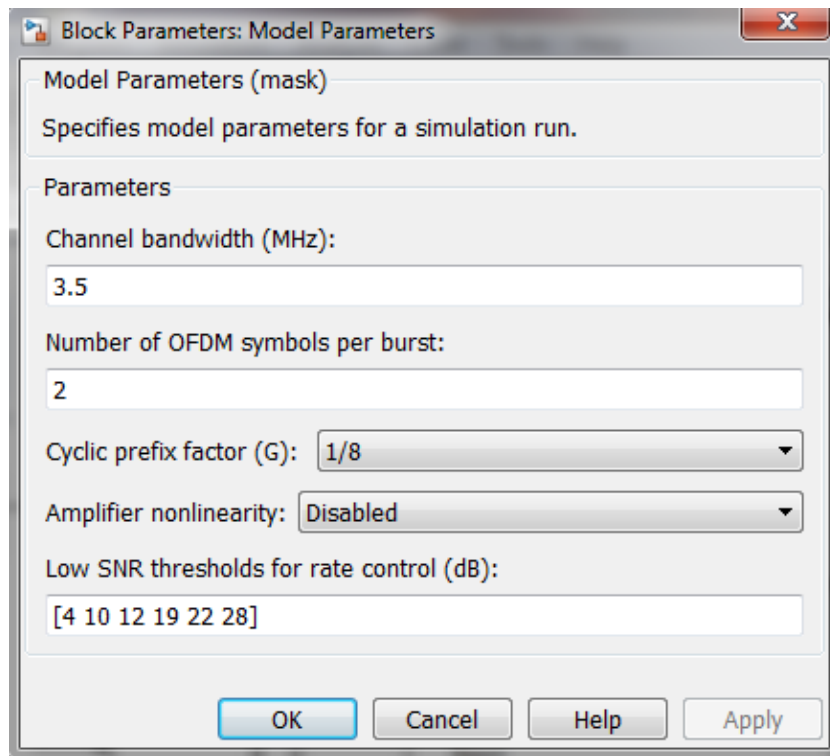 Block Parameters: Model Parameters
Model Parameters (mask)
Specifies model parameters for a simulation run.
Parameters
Channel bandwidth (MHz):
3.5
Number of OFDM symbols per burst:
2
Cyclic prefix factor (G): 1/8
Amplifier nonlinearity: Disabled
Low SNR thresholds for rate control (dB):
[4 10 12 19 22 28]
OK Cancel Help Apply